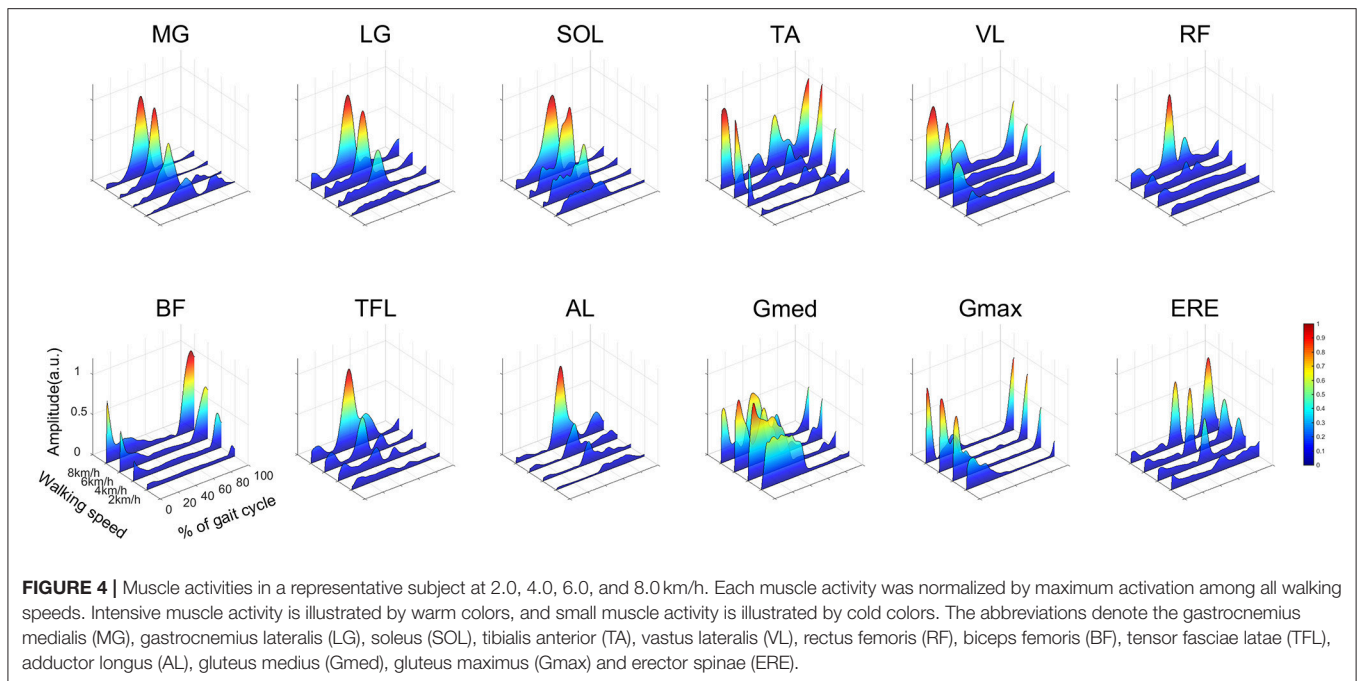 MG LG SOL TA VL RF
BF TFL AL Gmed Gmax ERE
Amplitude(a.u.)
1
0.5
0
8km/h
6km/h
4km/h
2km/h
Walking speed
0 20 40 60 80 100
% of gait cycle
1
0.9
0.8
0.7
0.6
0.5
0.4
0.3
0.2
0.1
0
FIGURE 4 | Muscle activities in a representative subject at 2.0, 4.0, 6.0, and 8.0 km/h. Each muscle activity was normalized by maximum activation among all walking
speeds. Intensive muscle activity is illustrated by warm colors, and small muscle activity is illustrated by cold colors. The abbreviations denote the gastrocnemius
medialis (MG), gastrocnemius lateralis (LG), soleus (SOL), tibialis anterior (TA), vastus lateralis (VL), rectus femoris (RF), biceps femoris (BF), tensor fasciae latae (TFL),
adductor longus (AL), gluteus medius (Gmed), gluteus maximus (Gmax) and erector spinae (ERE).